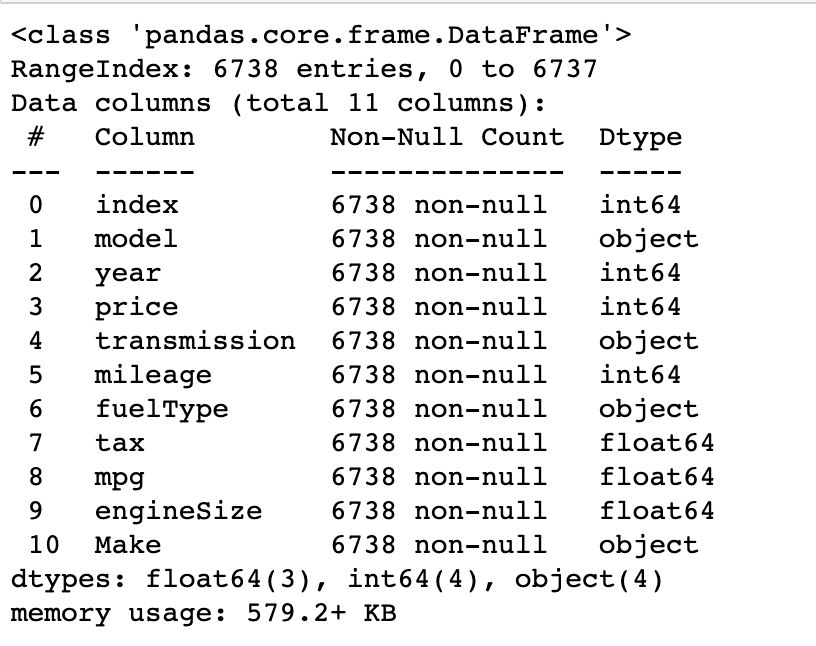 <class 'pandas.core.frame.DataFrame'>
RangeIndex: 6738 entries, 0 to 6737
Data columns (total 11 columns):
 #   Column        Non-Null Count  Dtype
---  ------        --------------  -----
 0   index         6738 non-null   int64
 1   model         6738 non-null   object
 2   year          6738 non-null   int64
 3   price         6738 non-null   int64
 4   transmission  6738 non-null   object
 5   mileage       6738 non-null   int64
 6   fuelType      6738 non-null   object
 7   tax           6738 non-null   float64
 8   mpg           6738 non-null   float64
 9   engineSize    6738 non-null   float64
 10  Make          6738 non-null   object
dtypes: float64(3), int64(4), object(4)
memory usage: 579.2+ KB